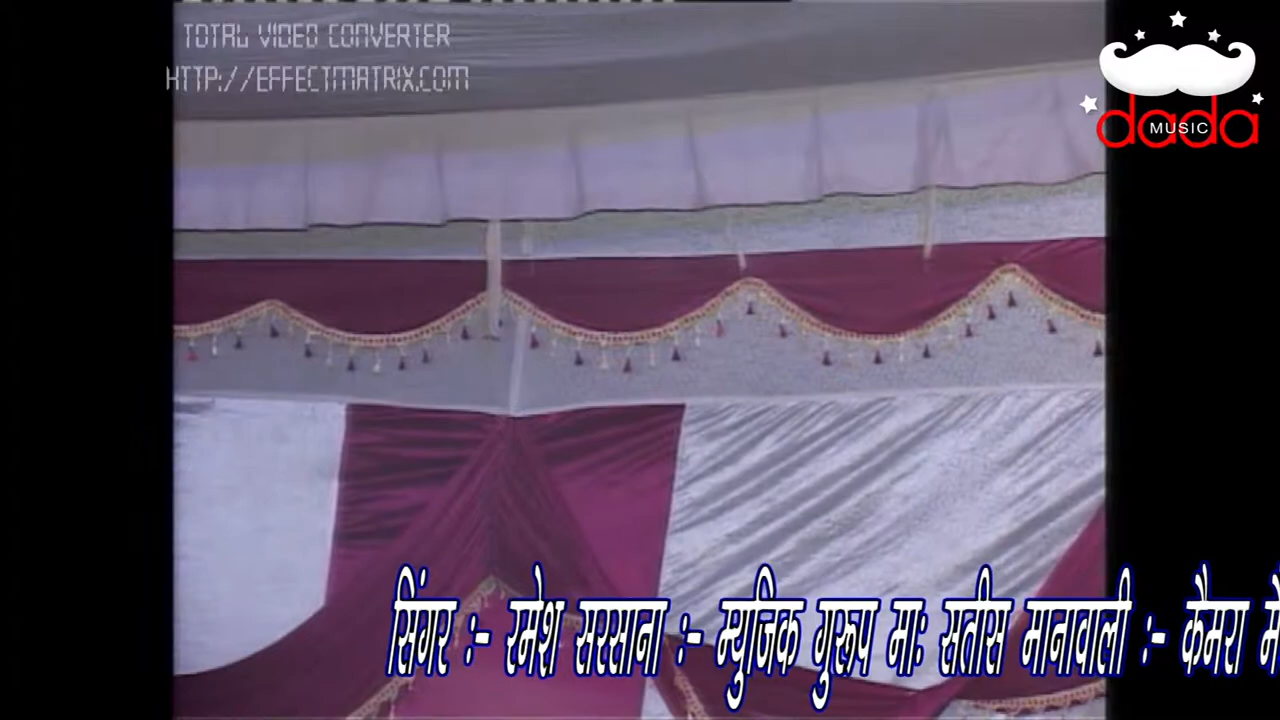 TOTAL VIDEO CONVERTER
HTTP://EFFECTMATRIX.COM
dada
MUSIC
सिंगर :- रमेश सरसाना :- म्युजिक गुरूप माः सतीस मानावाली :- कैमरा मे